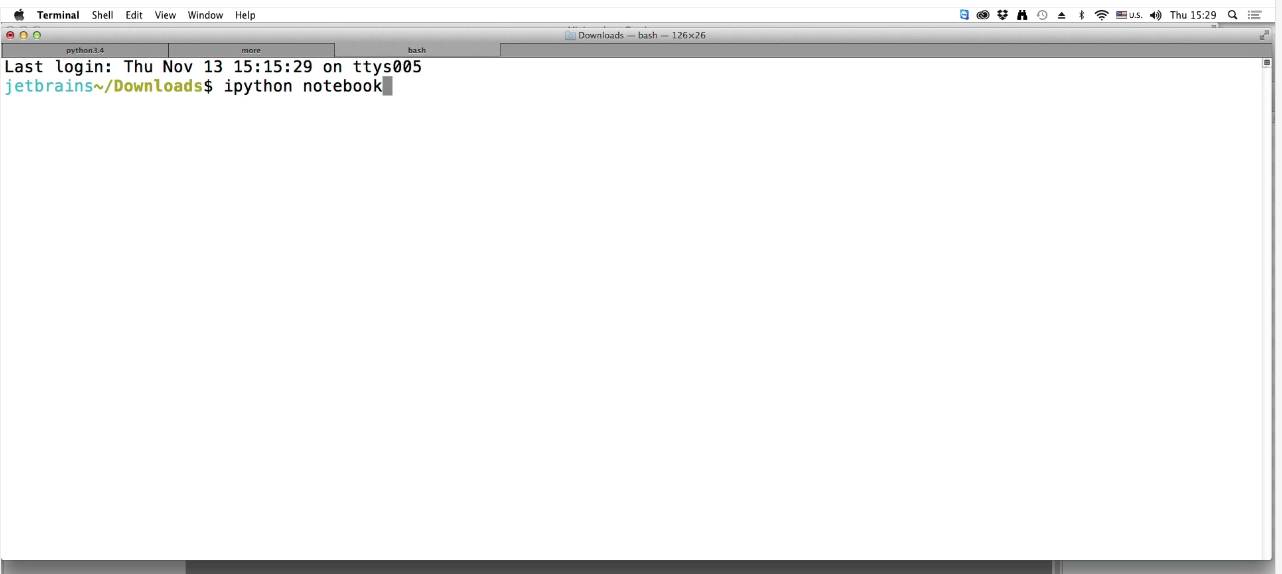 Terminal Shell Edit View Window Help U.S. Thu 15:29
Downloads — bash — 126×26
python3.4 more bash
Last login: Thu Nov 13 15:15:29 on ttys005
jetbrains~/Downloads$ ipython notebook